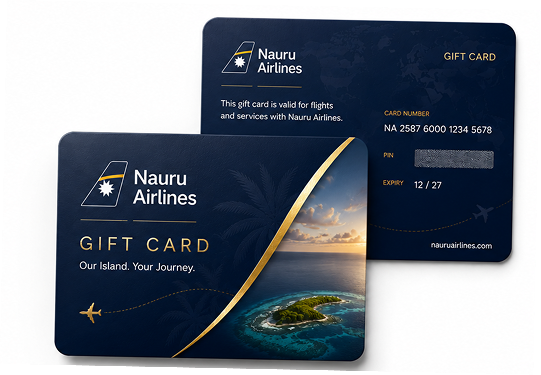 Nauru
Airlines
GIFT CARD
This gift card is valid for flights
and services with Nauru Airlines.
CARD NUMBER
NA 2587 6000 1234 5678
PIN
EXPIRY 12 / 27
nauruairlines.com
Nauru
Airlines
GIFT CARD
Our Island. Your Journey.